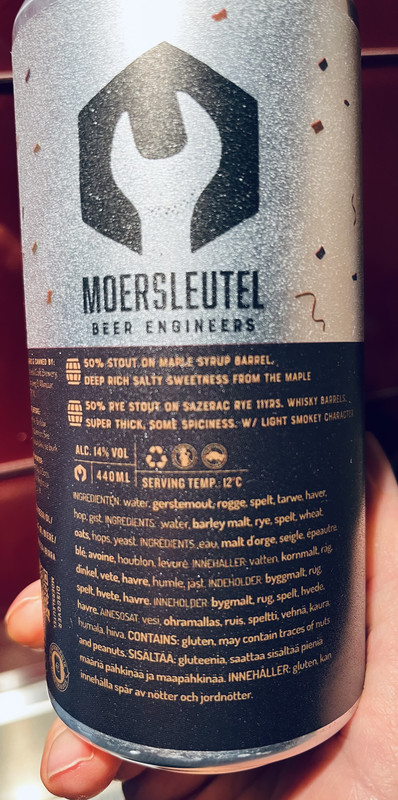 MOERSLEUTEL
BEER ENGINEERS
50% STOUT ON MAPLE SYRUP BARREL.
DEEP RICH SALTY SWEETNESS FROM THE MAPLE
50% RYE STOUT ON SAZERAC RYE 11YRS. WHISKY BARRELS.
SUPER THICK, SOME SPICINESS. W/ LIGHT SMOKEY CHARACTER
ALC. 14% VOL
440ML
SERVING TEMP. 12°C
INGREDIËNTEN: water, gerstemout, rogge, spelt, tarwe, haver,
hop, gist. INGREDIENTS: water, barley malt, rye, spelt, wheat,
oats, hops, yeast. INGRÉDIENTS: eau, malt d'orge, seigle, épeautre,
blé, avoine, houblon, levure. INNEHÅLLER: vatten, kornmalt, råg,
dinkel, vete, havre, humle, jäst. INDEHOLDER: byggmalt, rug,
spelt, hvete, havre. INNEHOLDER: bygmalt, rug, spelt, hvede,
havre. AINESOSAT: vesi, ohramallas, ruis, speltti, vehnä, kaura,
humala, hiiva. CONTAINS: gluten, may contain traces of nuts
and peanuts. SISÄLTÄÄ: gluteenia, saattaa sisältää pieniä
määriä pähkinää ja maapähkinää. INNEHÅLLER: gluten, kan
innehålla spår av nötter och jordnötter.
DISCOVER